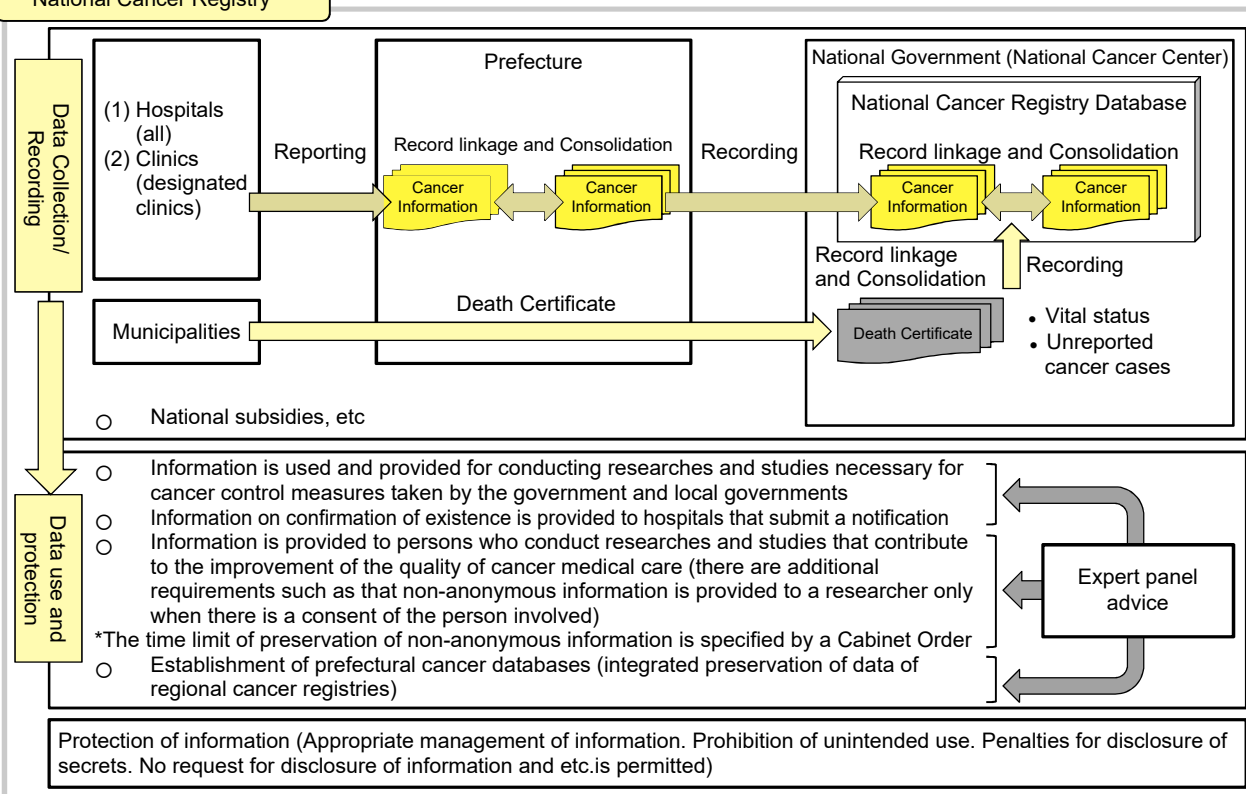 National Cancer Registry
Data Collection/
Recording
(1) Hospitals
(all)
(2) Clinics
(designated
clinics)
Reporting
Prefecture
Record linkage and Consolidation
Cancer
Information
Cancer
Information
Recording
National Government (National Cancer Center)
National Cancer Registry Database
Record linkage and Consolidation
Cancer
Information
Cancer
Information
Record linkage
and Consolidation
Recording
Municipalities
Death Certificate
Death Certificate
• Vital status
• Unreported
cancer cases
○ National subsidies, etc
Data use and
protection
○ Information is used and provided for conducting researches and studies necessary for
cancer control measures taken by the government and local governments
○ Information on confirmation of existence is provided to hospitals that submit a notification
○ Information is provided to persons who conduct researches and studies that contribute
to the improvement of the quality of cancer medical care (there are additional
requirements such as that non-anonymous information is provided to a researcher only
when there is a consent of the person involved)
*The time limit of preservation of non-anonymous information is specified by a Cabinet Order
○ Establishment of prefectural cancer databases (integrated preservation of data of
regional cancer registries)
Expert panel
advice
Protection of information (Appropriate management of information. Prohibition of unintended use. Penalties for disclosure of
secrets. No request for disclosure of information and etc.is permitted)